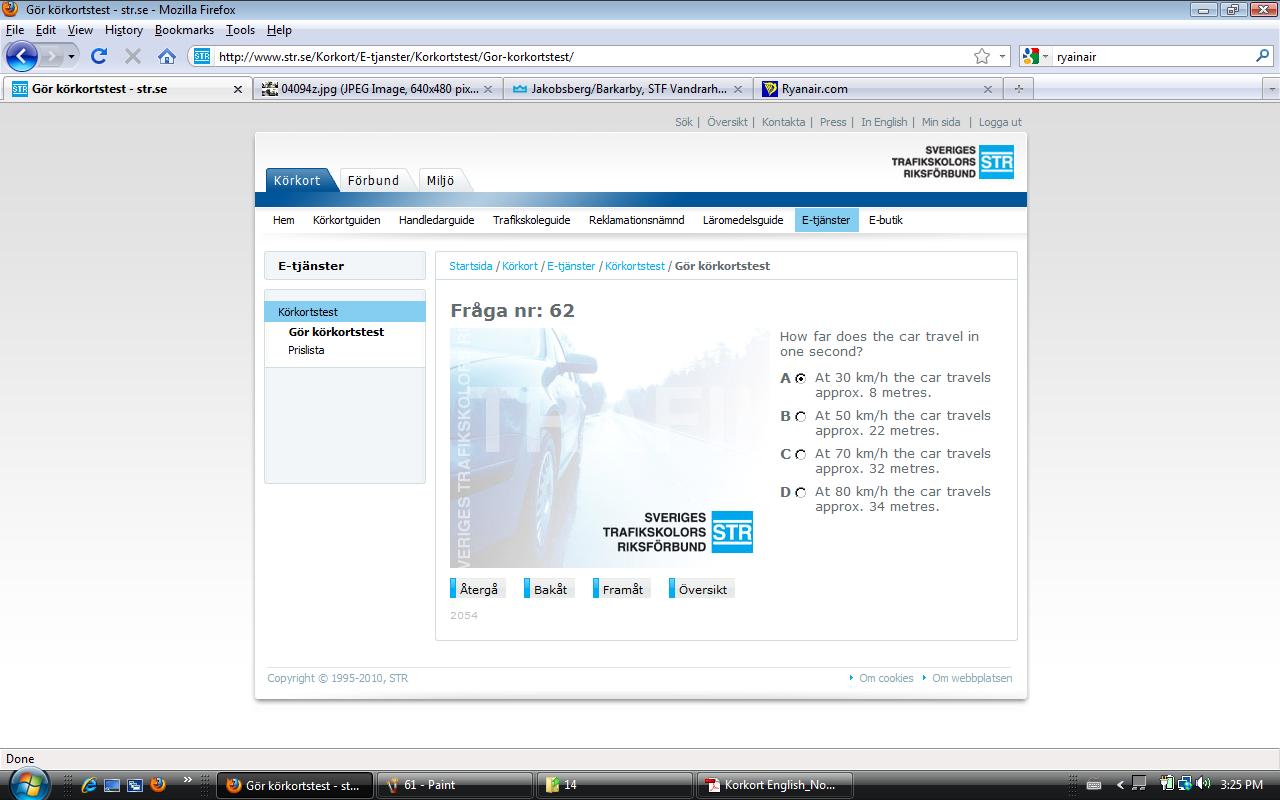 Gör körkortstest - str.se - Mozilla Firefox
File Edit View History Bookmarks Tools Help
STR http://www.str.se/Korkort/E-tjanster/Korkortstest/Gor-korkortstest/ ryainair
STR Gör körkortstest - str.se 04094z.jpg (JPEG Image, 640x480 pix... Jakobsberg/Barkarby, STF Vandrarh... Ryanair.com
Sök | Översikt | Kontakta | Press | In English | Min sida | Logga ut
SVERIGES
TRAFIKSKOLORS
RIKSFÖRBUND
STR
Körkort Förbund Miljö
Hem Körkortguiden Handledarguide Trafikskoleguide Reklamationsnämnd Läromedelsguide E-tjänster E-butik
E-tjänster
Körkortstest
Gör körkortstest
Prislista
Startsida / Körkort / E-tjänster / Körkortstest / Gör körkortstest
Fråga nr: 62
VERIGES TRAFIKSKOLORS R
TRAFI
SVERIGES
TRAFIKSKOLORS
RIKSFÖRBUND
STR
How far does the car travel in
one second?
A At 30 km/h the car travels
approx. 8 metres.
B At 50 km/h the car travels
approx. 22 metres.
C At 70 km/h the car travels
approx. 32 metres.
D At 80 km/h the car travels
approx. 34 metres.
Återgå Bakåt Framåt Översikt
2054
Copyright © 1995-2010, STR Om cookies Om webbplatsen
Done
Gör körkortstest - st... 61 - Paint 14 Korkort English_No... 3:25 PM